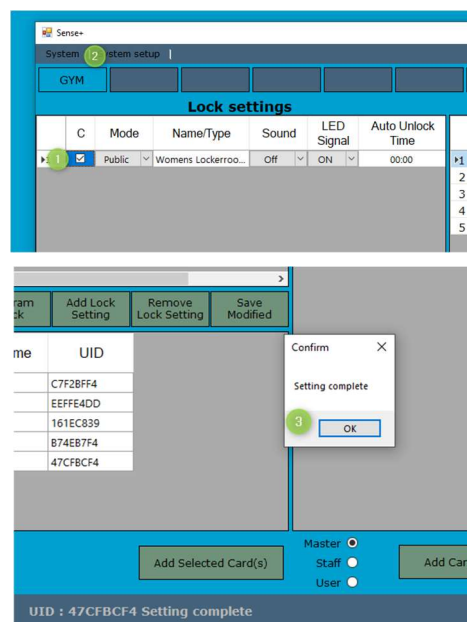 Sense+
System 2 ystem setup |
GYM
Lock settings
C Mode Name/Type Sound LED Signal Auto Unlock Time
1 Public Womens Lockerroo... Off ON 00:00 1
2
3
4
5
ram Add Lock Remove Save
ck Setting Lock Setting Modified
me UID
C7F2BFF4
EEFFE4DD
161EC839
B74EB7F4
47CFBCF4
Confirm
Setting complete
3 OK
Master
Add Selected Card(s) Staff Add Car
User
UID : 47CFBCF4 Setting complete